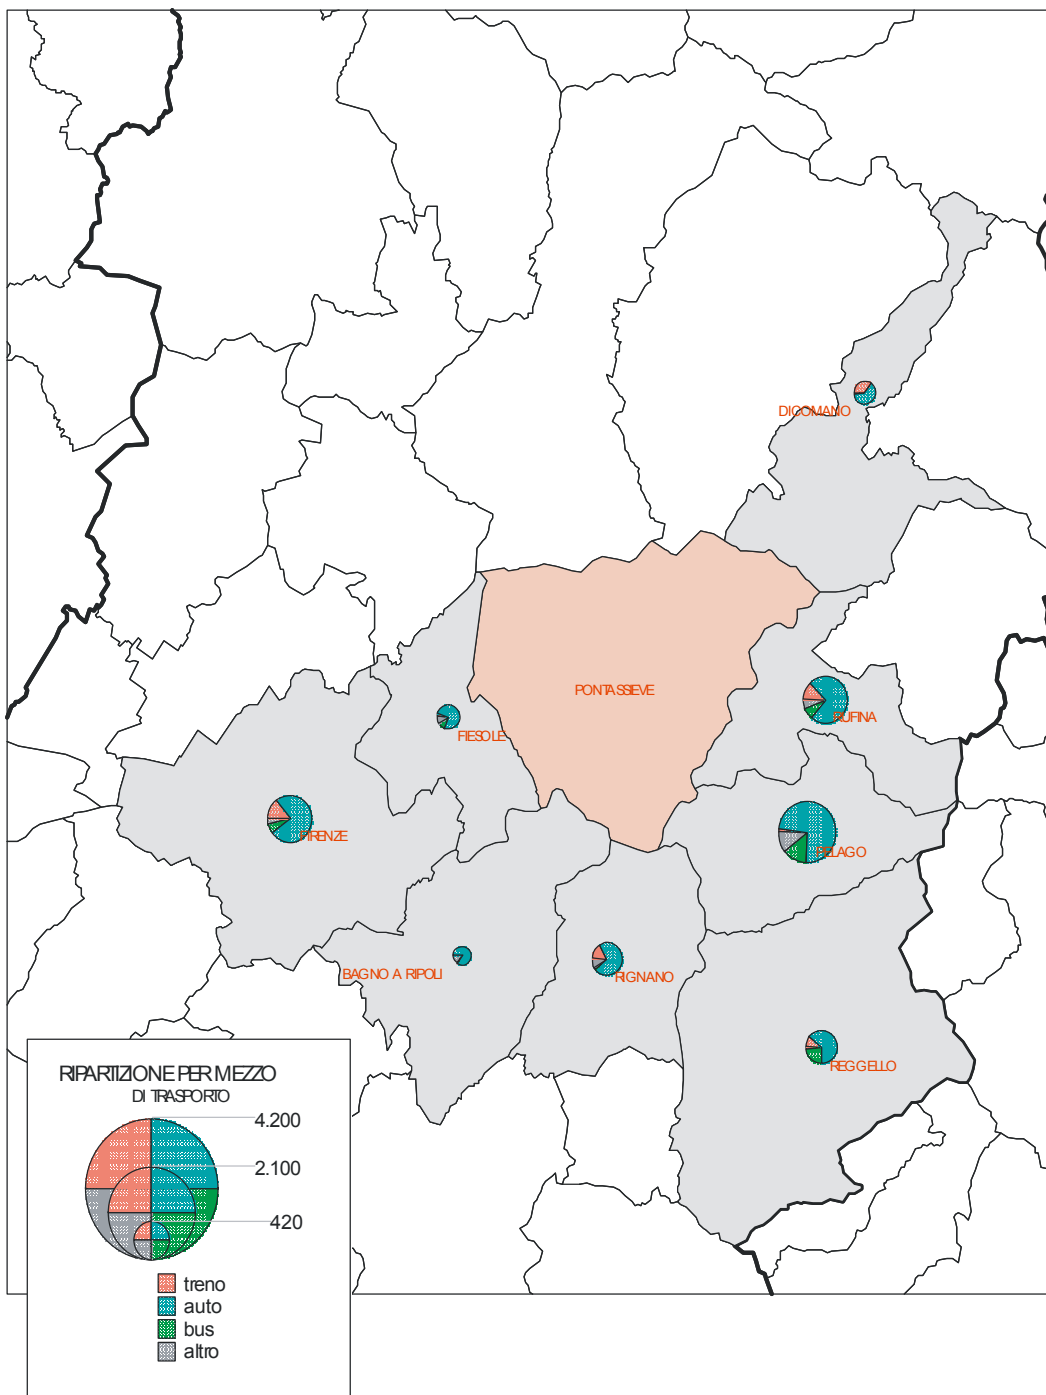 DICOMANO
PONTASSIEVE
RUFINA
FIESOLE
FIRENZE
PELAGO
BAGNO A RIPOLI
RIGNANO
REGGELLO
RIPARTIZIONE PER MEZZO
DI TRASPORTO
4.200
2.100
420
treno
auto
bus
altro